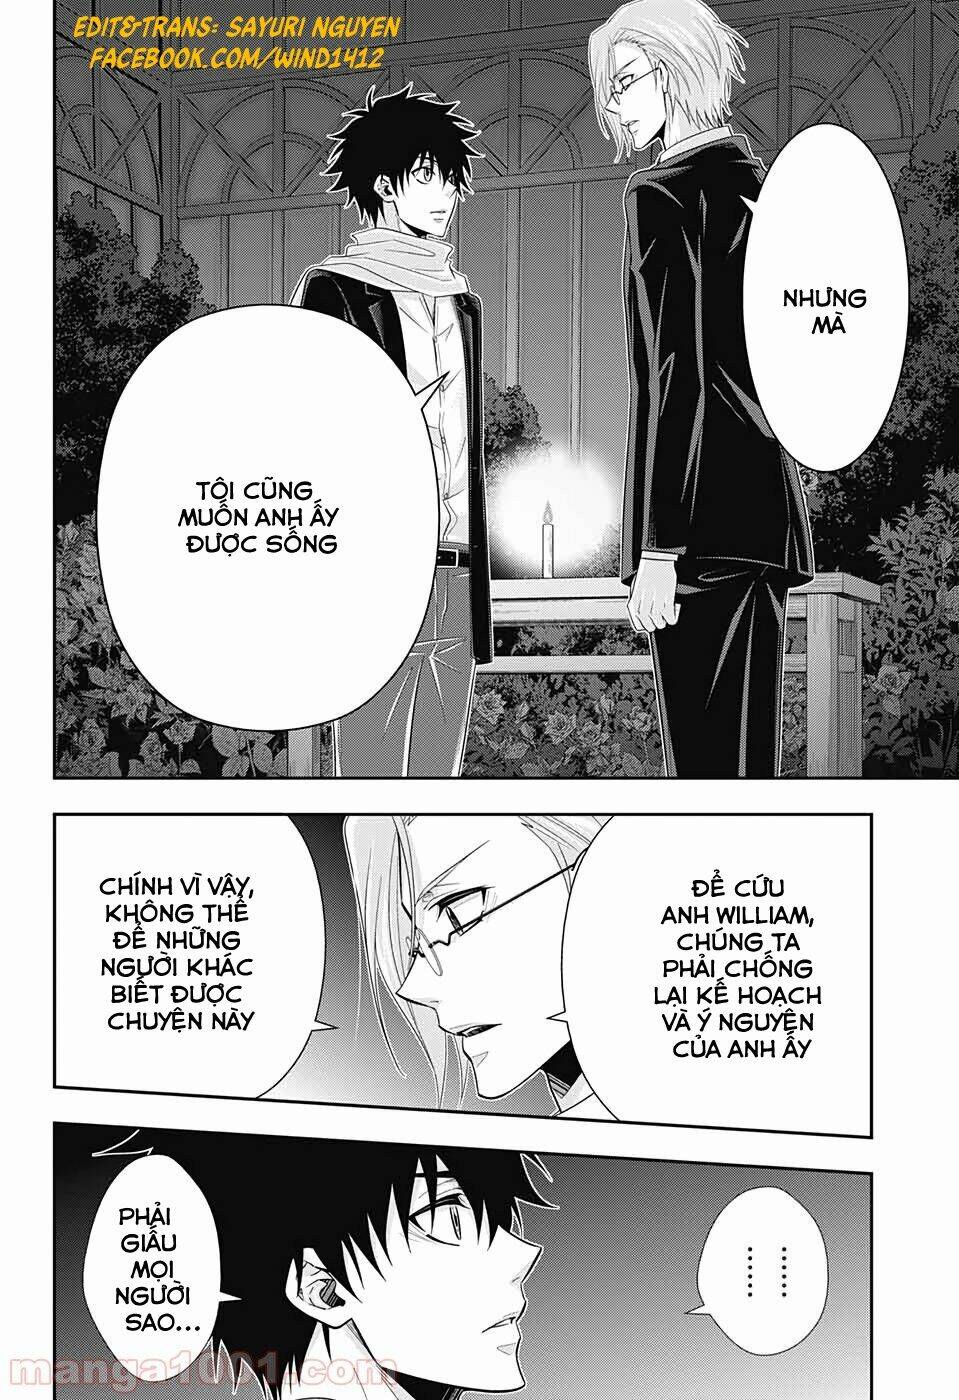 EDIT&TRANS: SAYURI NGUYEN
FACEBOOK.COM/WIND1412
NHƯNG
MÀ
TÔI CŨNG
MUỐN ANH ẤY
ĐƯỢC SỐNG
ĐỂ CỨU
ANH WILLIAM,
CHÚNG TA
PHẢI CHỐNG
LẠI KẾ HOẠCH
VÀ Ý NGUYỆN
CỦA ANH ẤY
CHÍNH VÌ VẬY,
KHÔNG THỂ
ĐỂ NHỮNG
NGƯỜI KHÁC
BIẾT ĐƯỢC
CHUYỆN NÀY
PHẢI
GIẤU
MỌI
NGƯỜI
SAO...
manga1001.com